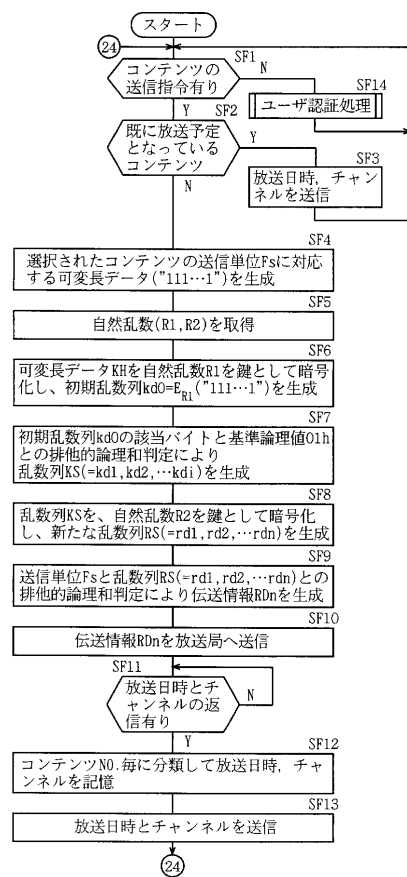 スタート
24
SF1
コンテンツの
送信指令有り
N
Y
SF14
ユーザ認証処理
SF2
既に放送予定
となっている
コンテンツ
Y
N
SF3
放送日時，チャン
ネルを送信
SF4
選択されたコンテンツの送信単位Fsに対応
する可変長データ("111…1")を生成
SF5
自然乱数(R1,R2)を取得
SF6
可変長データKHを自然乱数R1を鍵として暗号
化し、初期乱数列kd0=E_R1("111…1")を生成
SF7
初期乱数列kd0の該当バイトと基準論理値01h
との排他的論理和判定により
乱数列KS(=kd1,kd2,…kdi)を生成
SF8
乱数列KSを、自然乱数R2を鍵として暗号化
し、新たな乱数列RS(=rd1,rd2,…rdn)を生成
SF9
送信単位Fsと乱数列RS(=rd1,rd2,…rdn)との
排他的論理和判定により伝送情報RDnを生成
SF10
伝送情報RDnを放送局へ送信
SF11
放送日時とチ
ャンネルの返
信有り
N
Y
SF12
コンテンツNO.毎に分類して放送日時，チャ
ンネルを記憶
SF13
放送日時とチャンネルを送信
24